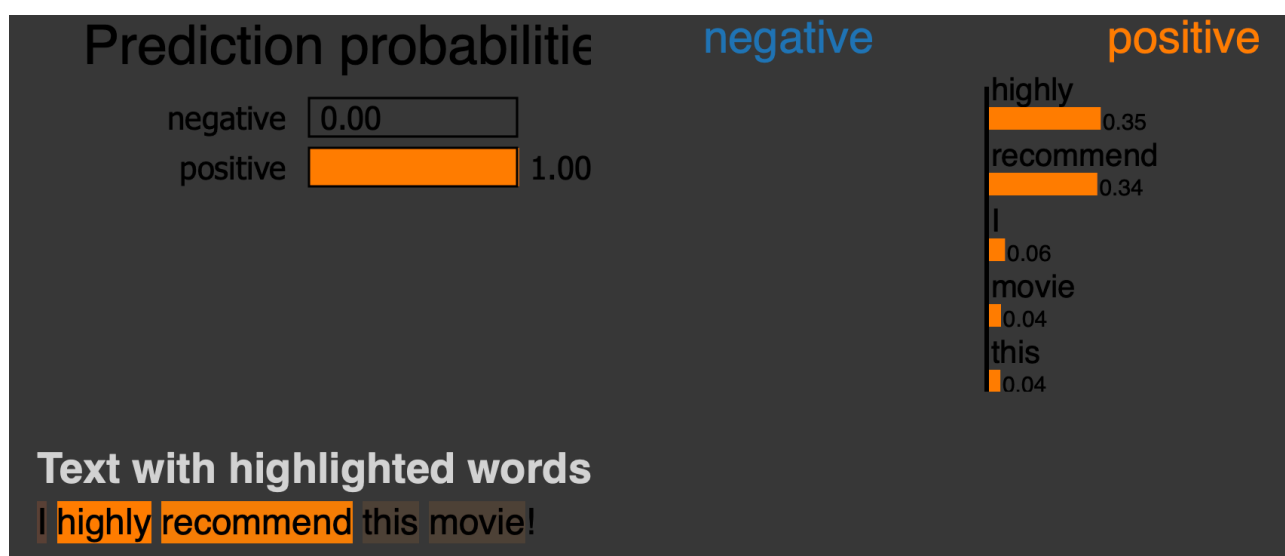 Prediction probabilitie
negative 0.00
positive 1.00
negative positive
highly
0.35
recommend
0.34
I
0.06
movie
0.04
this
0.04
Text with highlighted words
I highly recommend this movie!